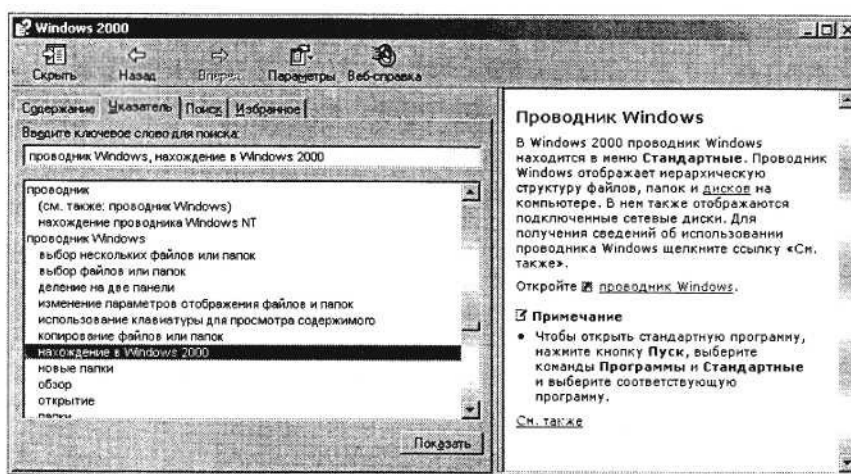 Windows 2000
Скрыть Назад Вперед Параметры Веб-справка
Содержание Указатель Поиск Избранное
Введите ключевое слово для поиска:
проводник Windows, нахождение в Windows 2000
проводник
(см. также: проводник Windows)
нахождение проводника Windows NT
проводник Windows
выбор нескольких файлов или папок
выбор файлов или папок
деление на две панели
изменение параметров отображения файлов и папок
использование клавиатуры для просмотра содержимого
копирование файлов или папок
нахождение в Windows 2000
новые папки
обзор
открытие
папки
Показать
Проводник Windows
В Windows 2000 проводник Windows
находится в меню Стандартные. Проводник
Windows отображает иерархическую
структуру файлов, папок и дисков на
компьютере. В нем также отображаются
подключенные сетевые диски. Для
получения сведений об использовании
проводника Windows щелкните ссылку «См.
также».
Откройте проводник Windows.
Примечание
• Чтобы открыть стандартную программу,
нажмите кнопку Пуск, выберите
команды Программы и Стандартные
и выберите соответствующую
программу.
См. также